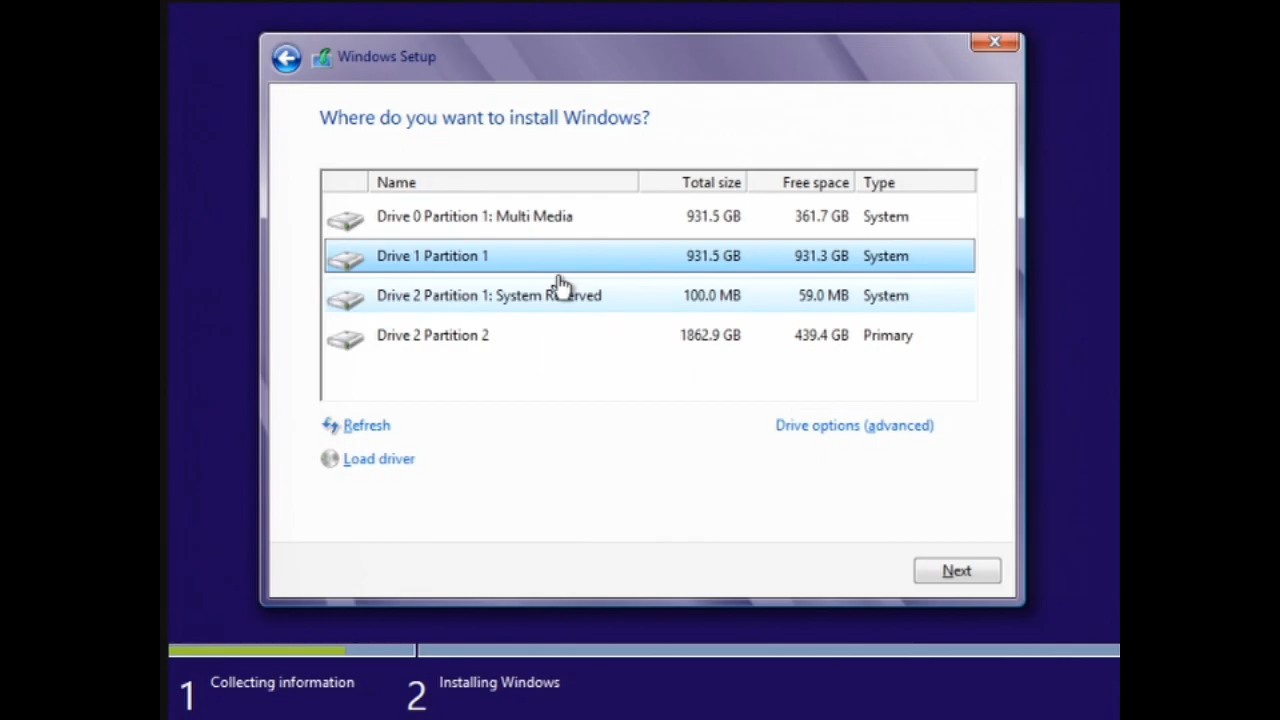 Windows Setup
Where do you want to install Windows?
Name Total size Free space Type
Drive 0 Partition 1: Multi Media 931.5 GB 361.7 GB System
Drive 1 Partition 1 931.5 GB 931.3 GB System
Drive 2 Partition 1: System Reserved 100.0 MB 59.0 MB System
Drive 2 Partition 2 1862.9 GB 439.4 GB Primary
Refresh Drive options (advanced)
Load driver
Next
1 Collecting information 2 Installing Windows